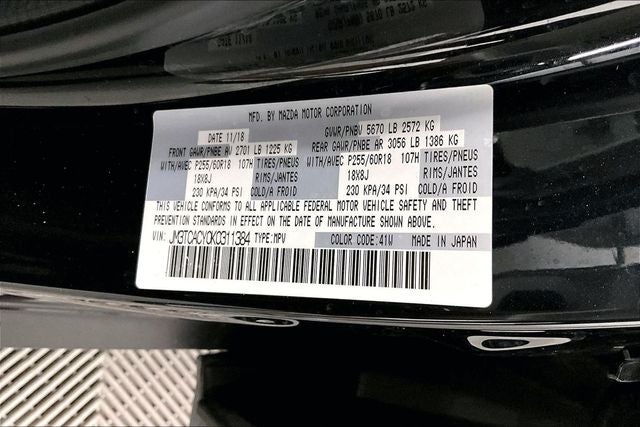 MFD. BY MAZDA MOTOR CORPORATION
DATE 11/18 GVWR/PNBV 5670 LB 2572 KG
FRONT GAWR/PNBE AV 2701 LB 1225 KG REAR GAWR/PNBE AR 3056 LB 1386 KG
WITH/AVEC P255/60R18 107H TIRES/PNEUS WITH/AVEC P255/60R18 107H TIRES/PNEUS
18X8J RIMS/JANTES 18X8J RIMS/JANTES
230 KPA/34 PSI COLD/A FROID 230 KPA/34 PSI COLD/A FROID
THIS VEHICLE CONFORMS TO ALL APPLICABLE FEDERAL MOTOR VEHICLE SAFETY AND THEFT
PREVENTION STANDARDS IN EFFECT ON THE DATE OF MANUFACTURE SHOWN ABOVE.
VIN: JM3TCACY0K0311384 TYPE:MPV COLOR CODE:41W MADE IN JAPAN